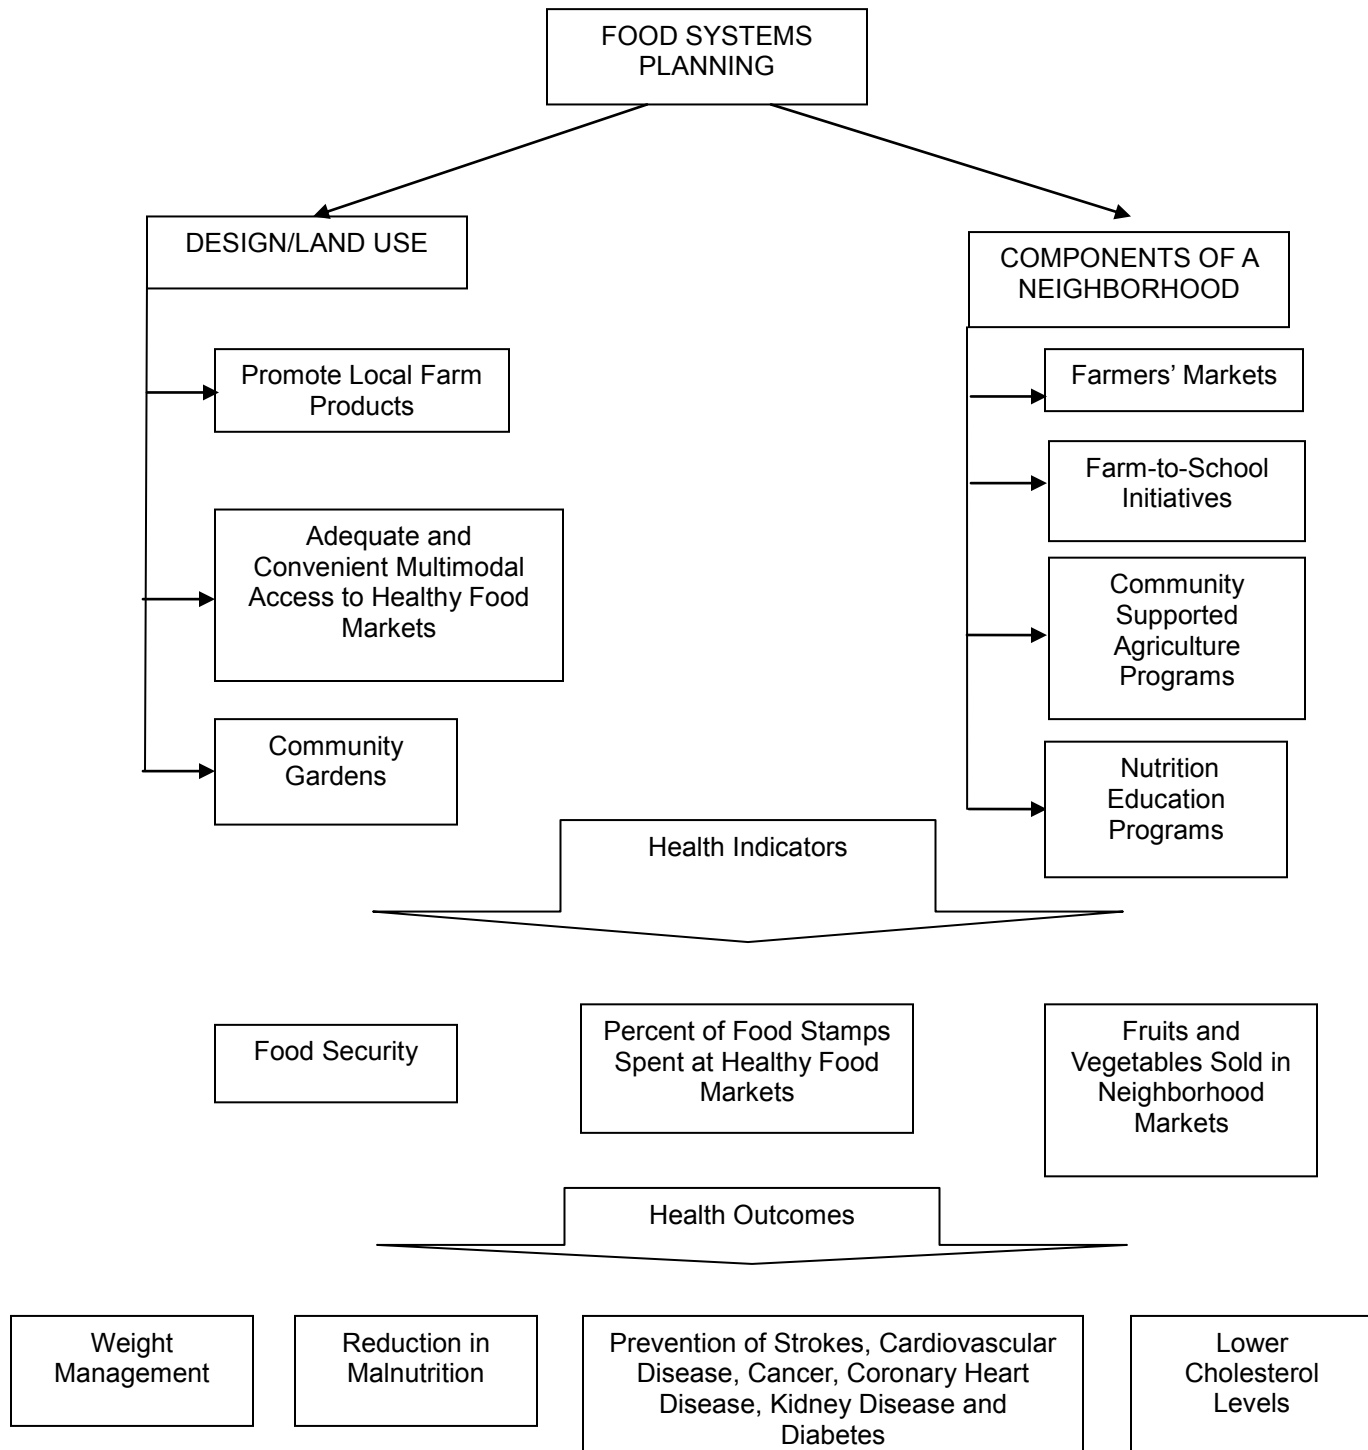 FOOD SYSTEMS
PLANNING
DESIGN/LAND USE
COMPONENTS OF A
NEIGHBORHOOD
Promote Local Farm
Products
Farmers’ Markets
Farm-to-School
Initiatives
Adequate and
Convenient Multimodal
Access to Healthy Food
Markets
Community
Supported
Agriculture
Programs
Community
Gardens
Nutrition
Education
Programs
Health Indicators
Food Security
Percent of Food Stamps
Spent at Healthy Food
Markets
Fruits and
Vegetables Sold in
Neighborhood
Markets
Health Outcomes
Weight
Management
Reduction in
Malnutrition
Prevention of Strokes, Cardiovascular
Disease, Cancer, Coronary Heart
Disease, Kidney Disease and
Diabetes
Lower
Cholesterol
Levels